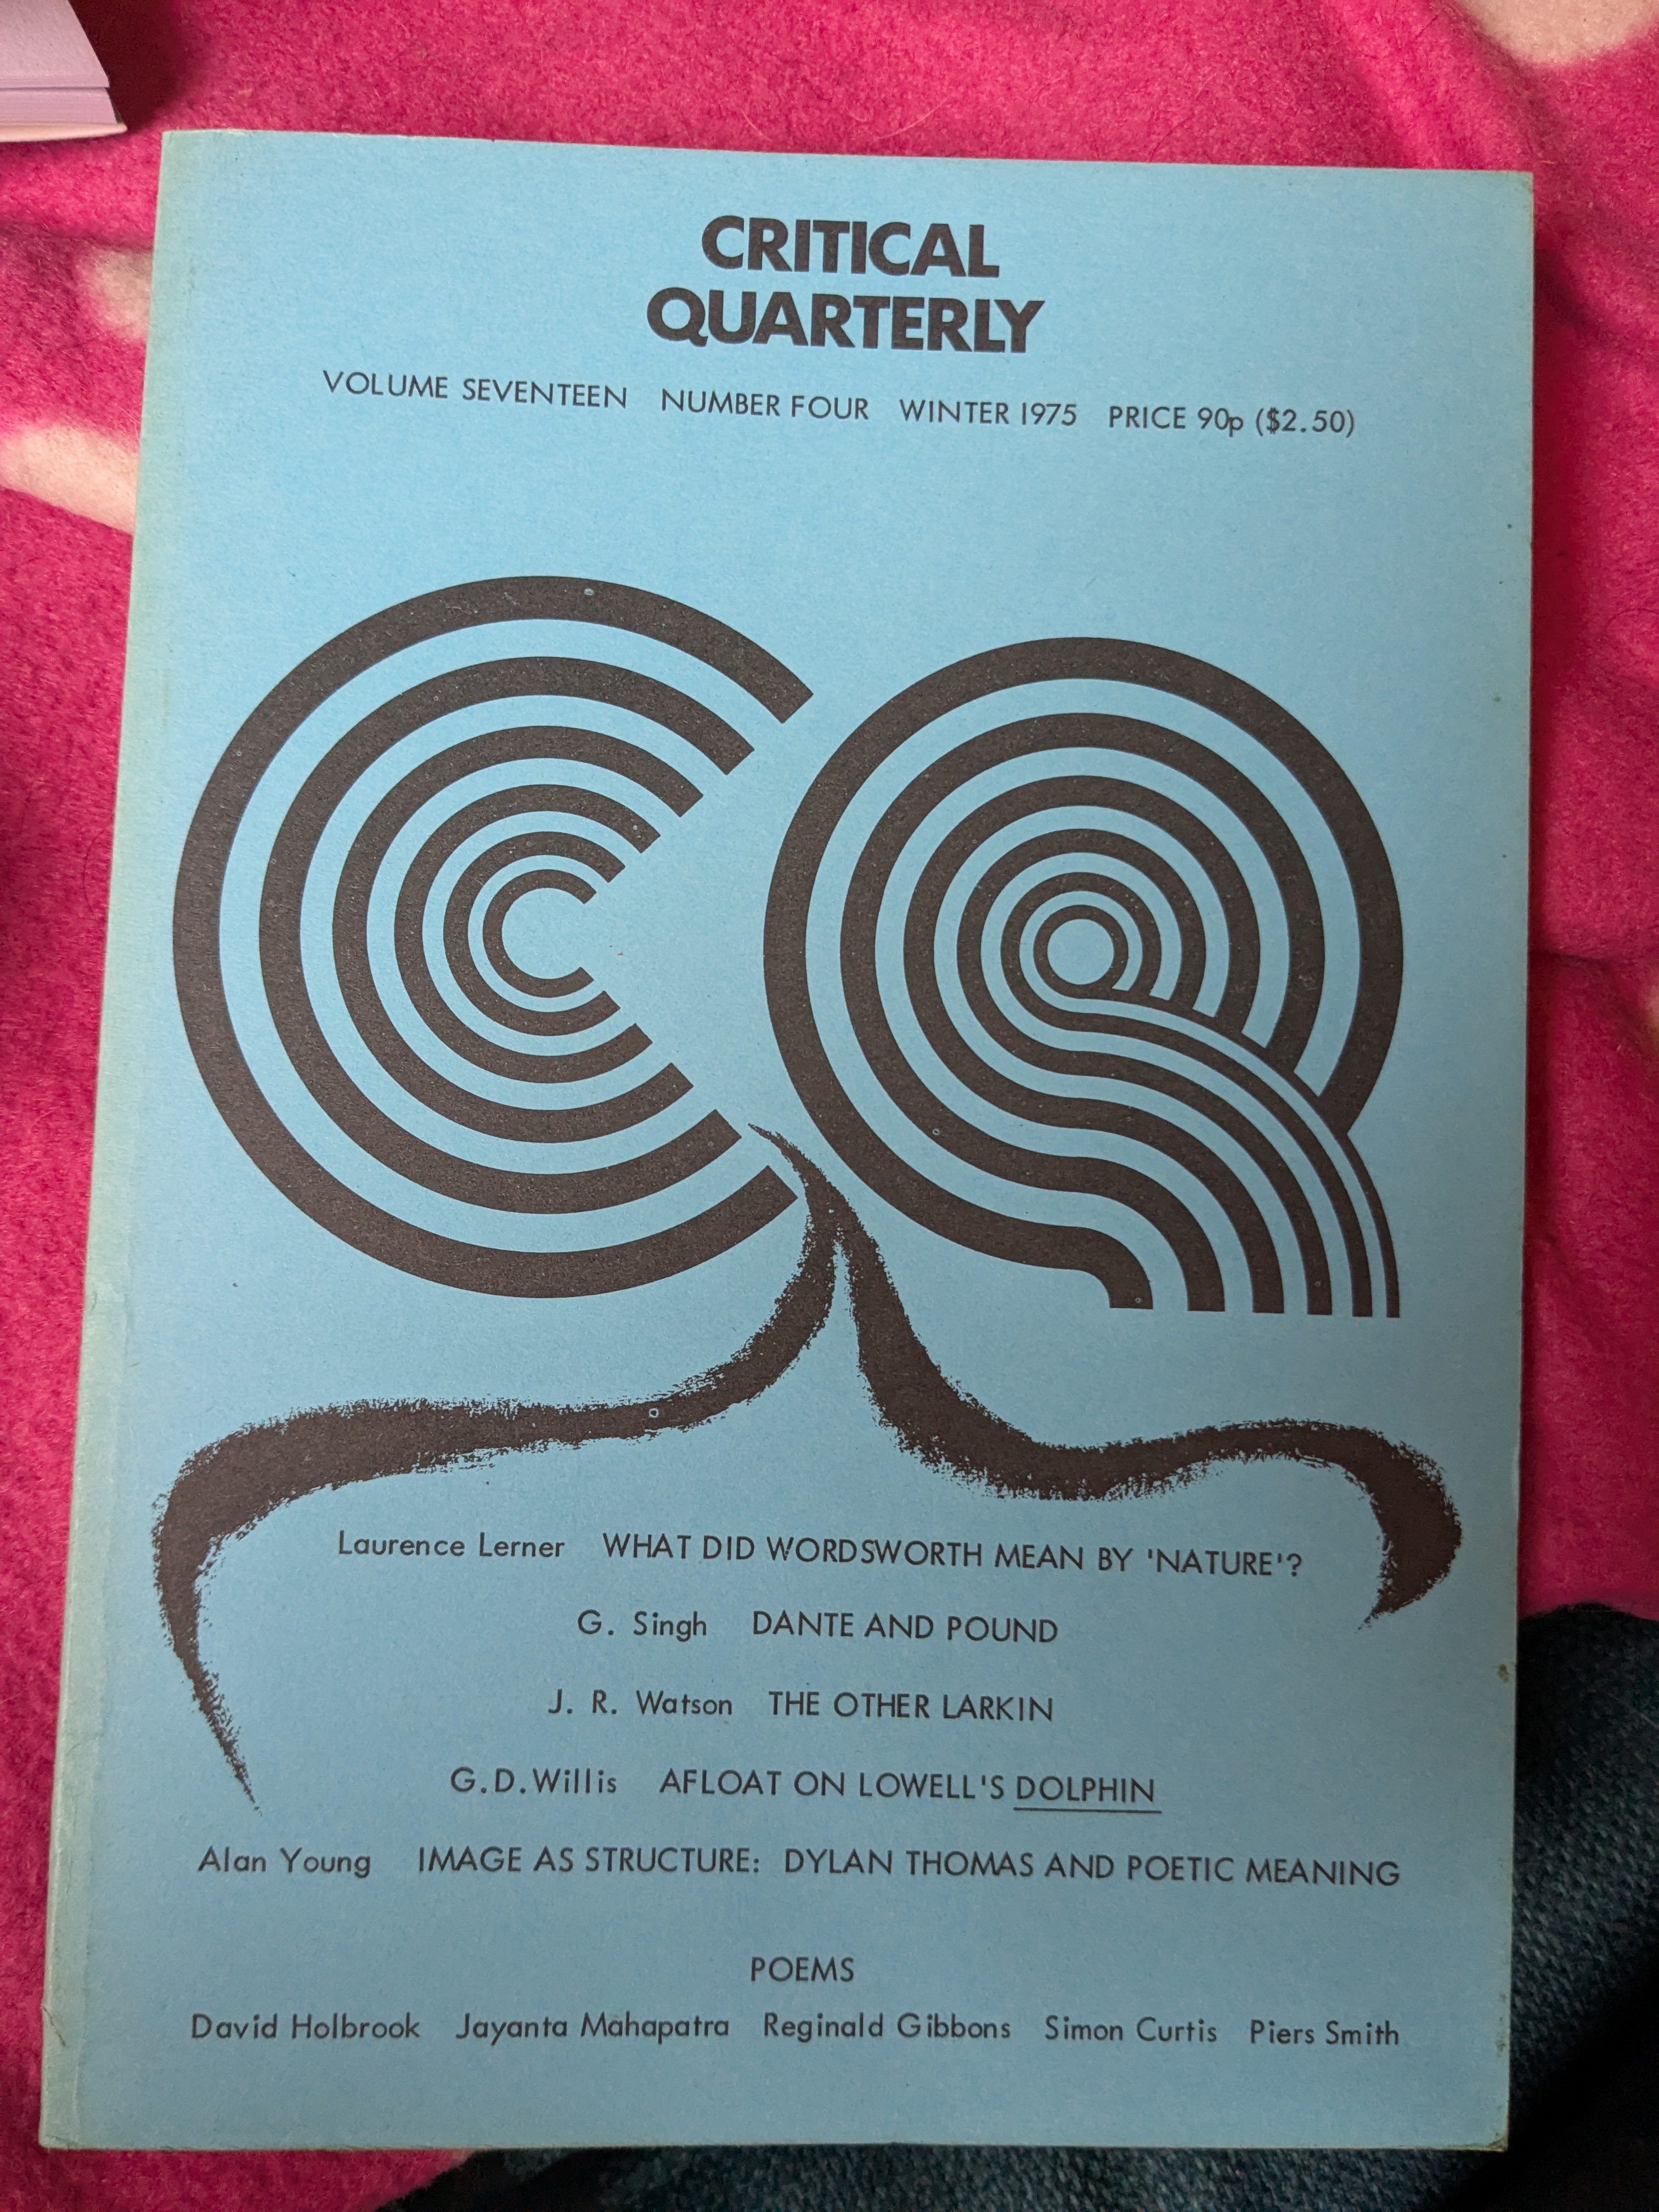 CRITICAL
QUARTERLY
VOLUME SEVENTEEN NUMBER FOUR WINTER 1975 PRICE 90p ($2.50)
CQ
Laurence Lerner WHAT DID WORDSWORTH MEAN BY 'NATURE'?
G. Singh DANTE AND POUND
J. R. Watson THE OTHER LARKIN
G.D.Willis AFLOAT ON LOWELL'S DOLPHIN
Alan Young IMAGE AS STRUCTURE: DYLAN THOMAS AND POETIC MEANING
POEMS
David Holbrook Jayanta Mahapatra Reginald Gibbons Simon Curtis Piers Smith